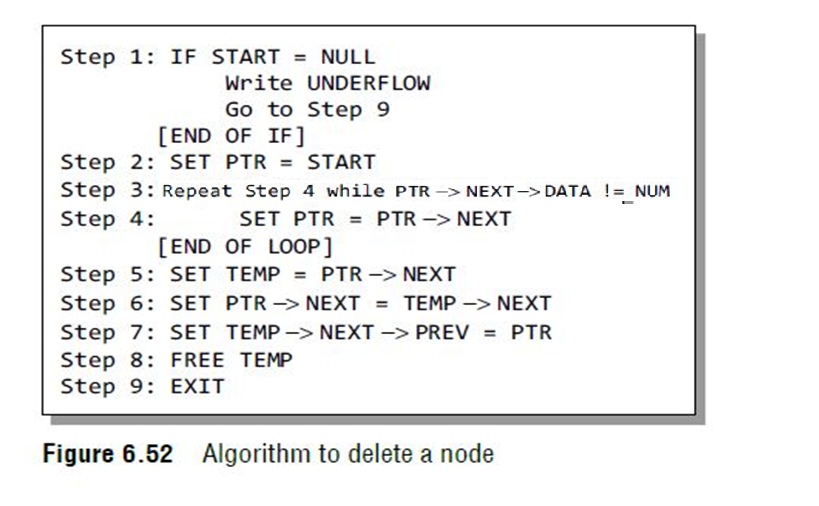 Step 1: IF START = NULL
Write UNDERFLOW
Go to Step 9
[END OF IF]
Step 2: SET PTR = START
Step 3: Repeat Step 4 while PTR —> NEXT—>DATA != NUM
Step 4: SET PTR = PTR —> NEXT
[END OF LOOP]
Step 5: SET TEMP = PTR —> NEXT
Step 6: SET PTR —> NEXT = TEMP —> NEXT
Step 7: SET TEMP —> NEXT —> PREV = PTR
Step 8: FREE TEMP
Step 9: EXIT
Figure 6.52 Algorithm to delete a node